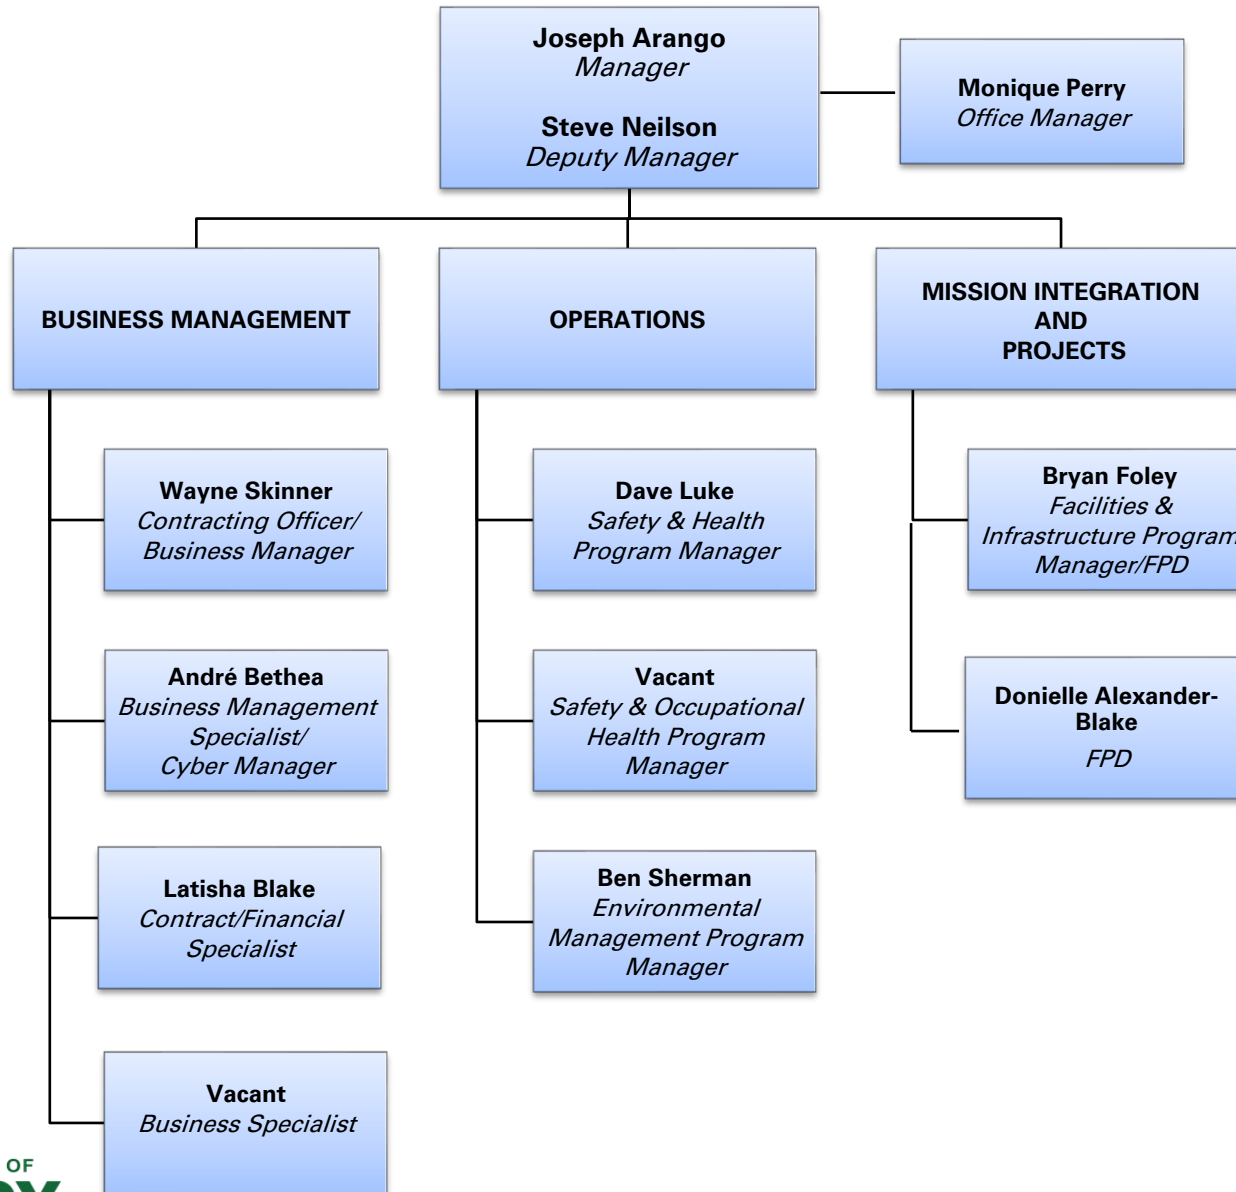 Joseph Arango
Manager
Steve Neilson
Deputy Manager
Monique Perry
Office Manager
BUSINESS MANAGEMENT
OPERATIONS
MISSION INTEGRATION
AND
PROJECTS
Wayne Skinner
Contracting Officer/
Business Manager
André Bethea
Business Management
Specialist/
Cyber Manager
Latisha Blake
Contract/Financial
Specialist
Vacant
Business Specialist
Dave Luke
Safety & Health
Program Manager
Vacant
Safety & Occupational
Health Program
Manager
Ben Sherman
Environmental
Management Program
Manager
Bryan Foley
Facilities &
Infrastructure Program
Manager/FPD
Donielle Alexander-
Blake
FPD
OF